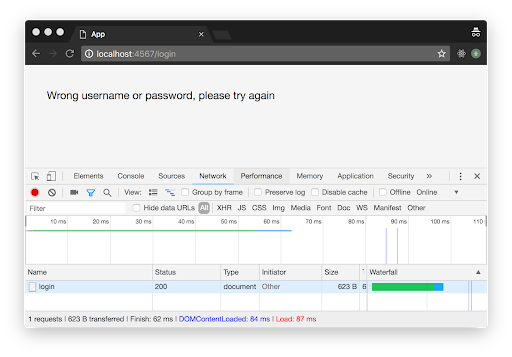 App
localhost:4567/login
Wrong username or password, please try again
Elements Console Sources Network Performance Memory Application Security
View: Group by frame Preserve log Disable cache Offline Online
Filter Hide data URLs All XHR JS CSS Img Media Font Doc WS Manifest Other
10 ms 20 ms 30 ms 40 ms 50 ms 60 ms 70 ms 80 ms 90 ms 100 ms 110
Name Status Type Initiator Size Waterfall
login 200 document Other 623 B 6
1 requests | 623 B transferred | Finish: 62 ms | DOMContentLoaded: 84 ms | Load: 87 ms